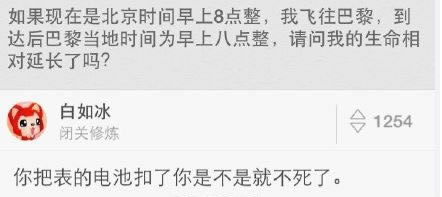 如果现在是北京时间早上8点整，我飞往巴黎，到
达后巴黎当地时间为早上八点整，请问我的生命相
对延长了吗?
白如冰
闭关修炼
1254
你把表的电池扣了你是不是就不死了。